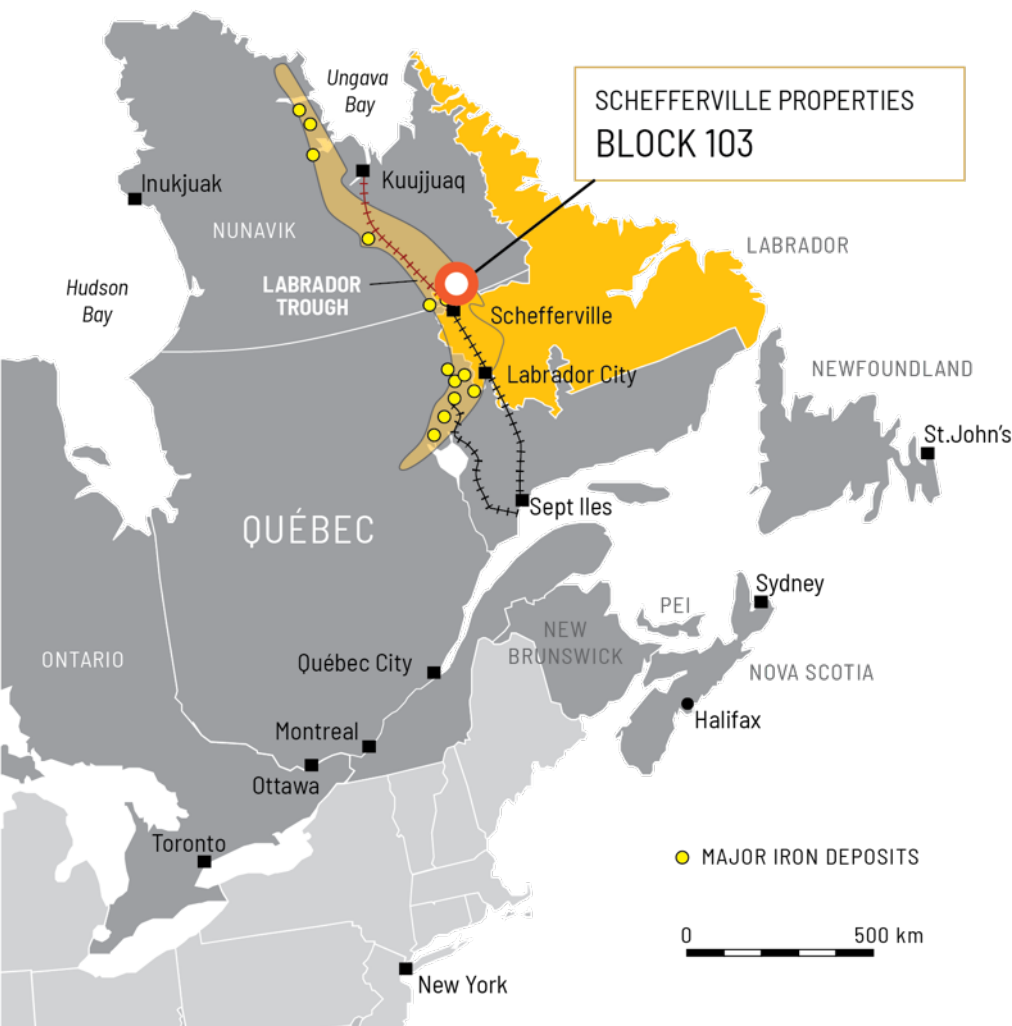 Ungava
Bay
SCHEFFERVILLE PROPERTIES
BLOCK 103
Inukjuak
Kuujjuaq
NUNAVIK
LABRADOR
Hudson
Bay
LABRADOR
TROUGH
Schefferville
Labrador City
NEWFOUNDLAND
St.John's
Sept Iles
QUÉBEC
Sydney
PEI
NEW
BRUNSWICK
ONTARIO
Québec City
NOVA SCOTIA
Halifax
Montreal
Ottawa
Toronto
MAJOR IRON DEPOSITS
0 500 km
New York